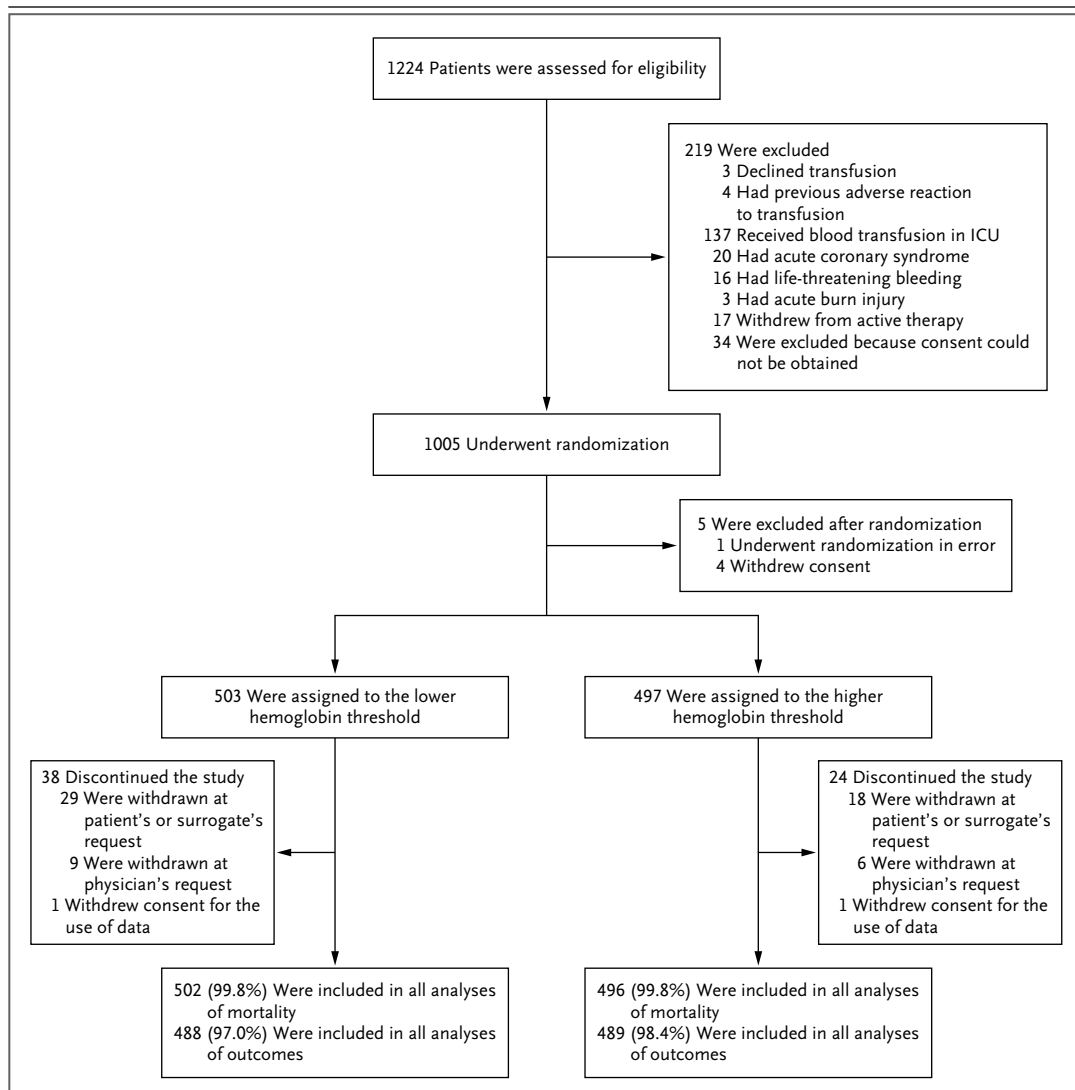 1224 Patients were assessed for eligibility
219 Were excluded
3 Declined transfusion
4 Had previous adverse reaction
to transfusion
137 Received blood transfusion in ICU
20 Had acute coronary syndrome
16 Had life-threatening bleeding
3 Had acute burn injury
17 Withdrew from active therapy
34 Were excluded because consent could
not be obtained
1005 Underwent randomization
5 Were excluded after randomization
1 Underwent randomization in error
4 Withdrew consent
503 Were assigned to the lower
hemoglobin threshold
497 Were assigned to the higher
hemoglobin threshold
38 Discontinued the study
29 Were withdrawn at
patient's or surrogate's
request
9 Were withdrawn at
physician's request
1 Withdrew consent for the
use of data
24 Discontinued the study
18 Were withdrawn at
patient's or surrogate's
request
6 Were withdrawn at
physician's request
1 Withdrew consent for the
use of data
502 (99.8%) Were included in all analyses
of mortality
488 (97.0%) Were included in all analyses
of outcomes
496 (99.8%) Were included in all analyses
of mortality
489 (98.4%) Were included in all analyses
of outcomes